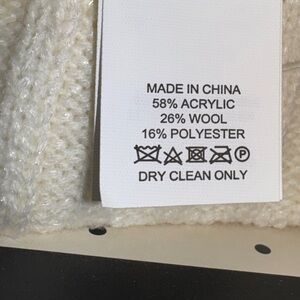 MADE IN CHINA
58% ACRYLIC
26% WOOL
16% POLYESTER
DRY CLEAN ONLY